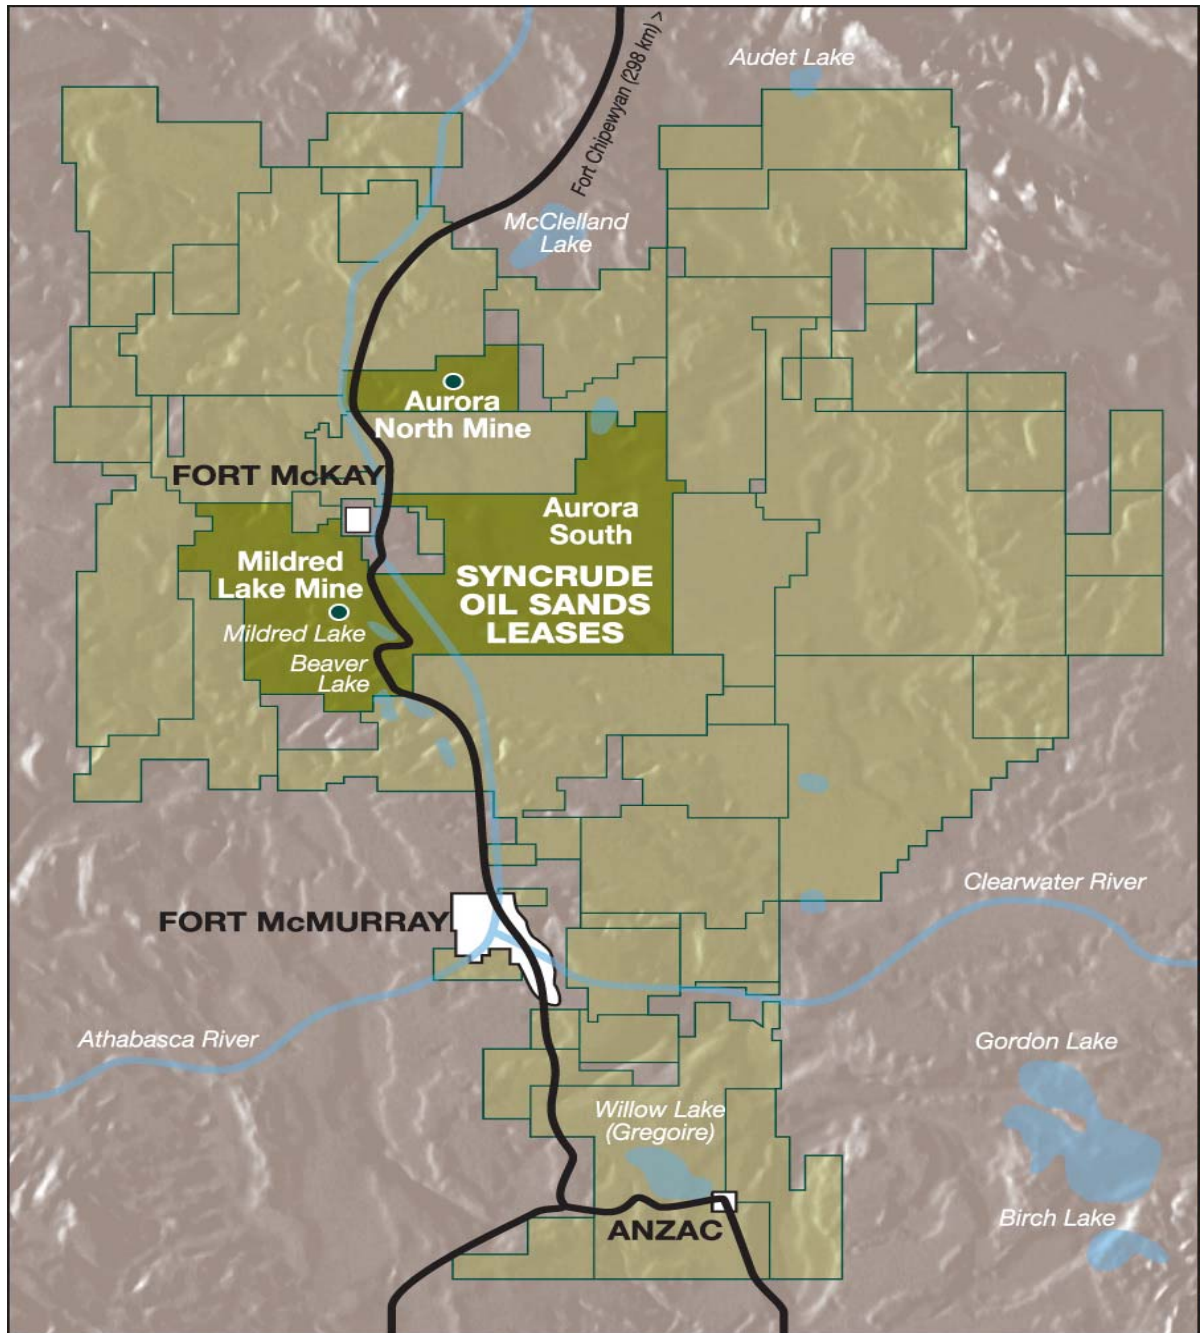 Audet Lake
Fort Chipewyan (298 km) >
McClelland
Lake
Aurora
North Mine
FORT McKAY
Aurora
South
Mildred
Lake Mine
SYNCRUDE
OIL SANDS
LEASES
Mildred Lake
Beaver
Lake
Clearwater River
FORT McMURRAY
Athabasca River
Gordon Lake
Willow Lake
(Gregoire)
Birch Lake
ANZAC